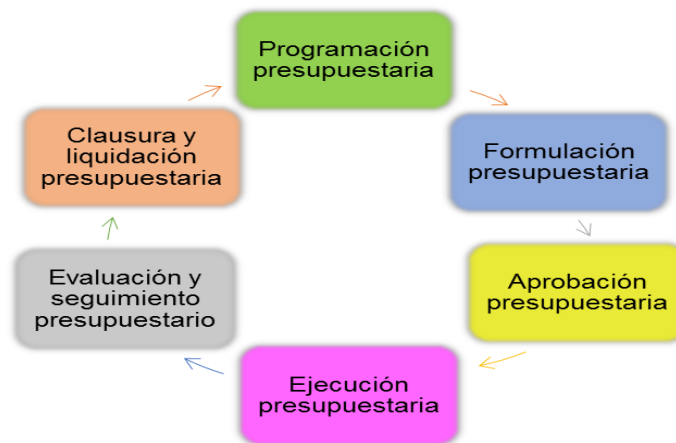 Programación
presupuestaria
Formulación
presupuestaria
Aprobación
presupuestaria
Ejecución
presupuestaria
Evaluación y
seguimiento
presupuestario
Clausura y
liquidación
presupuestaria